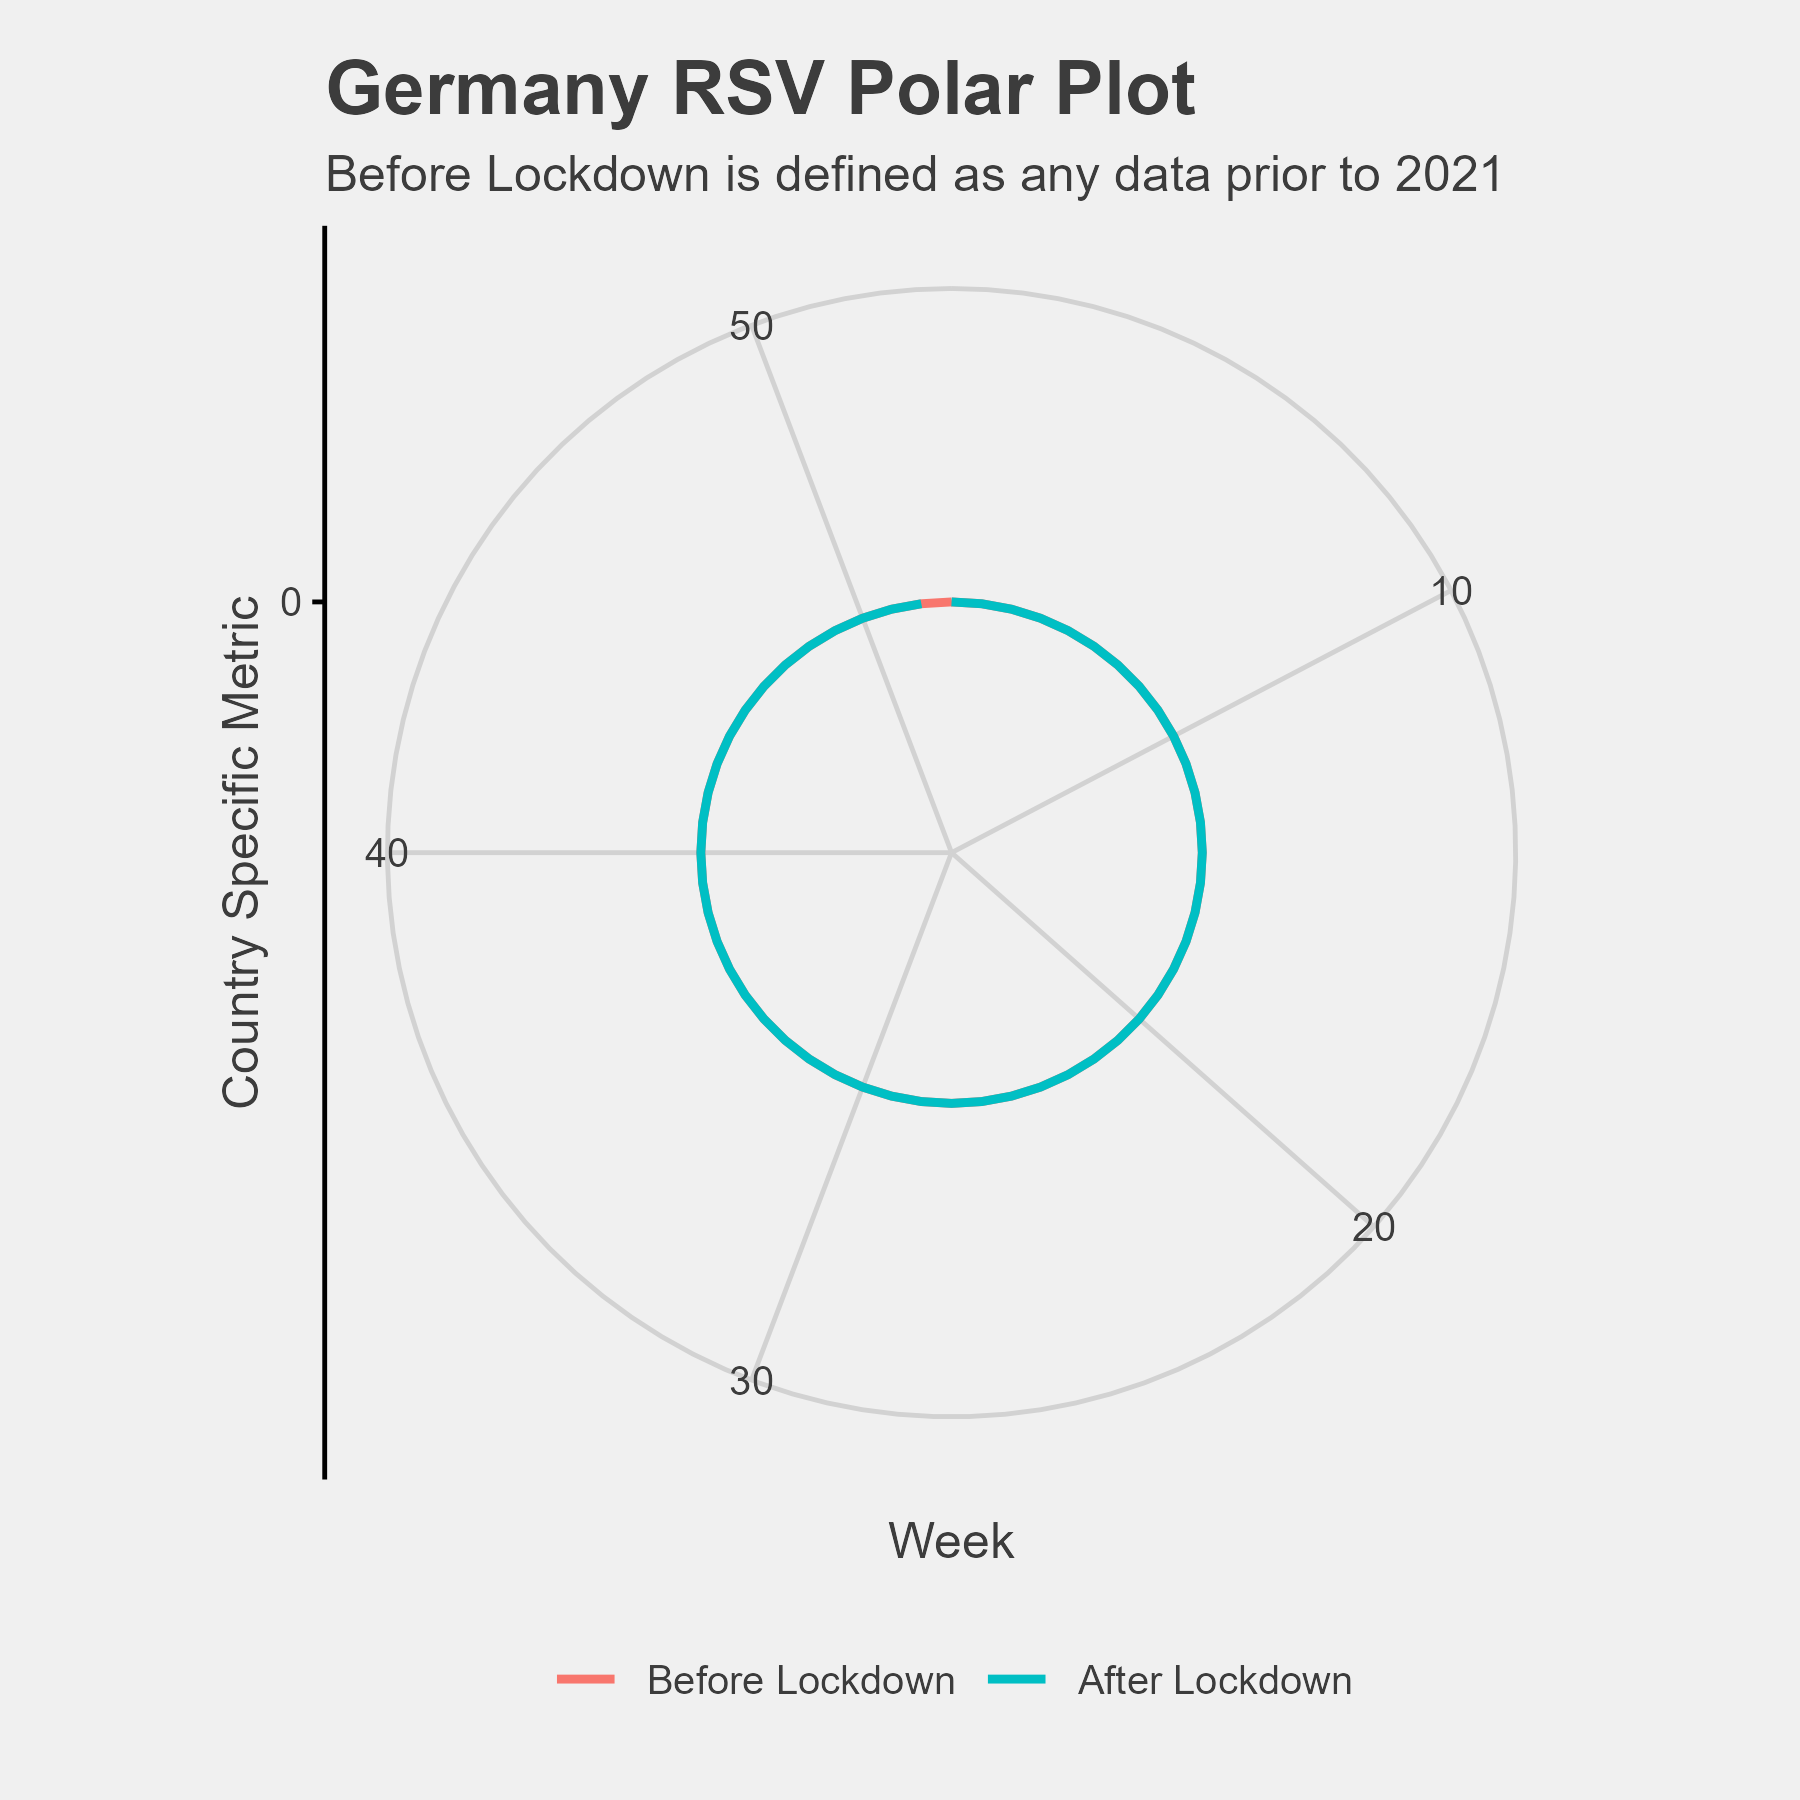 Germany RSV Polar Plot
Before Lockdown is defined as any data prior to 2021
50
10
0
40
20
30
Country Specific Metric
Week
Before Lockdown
After Lockdown